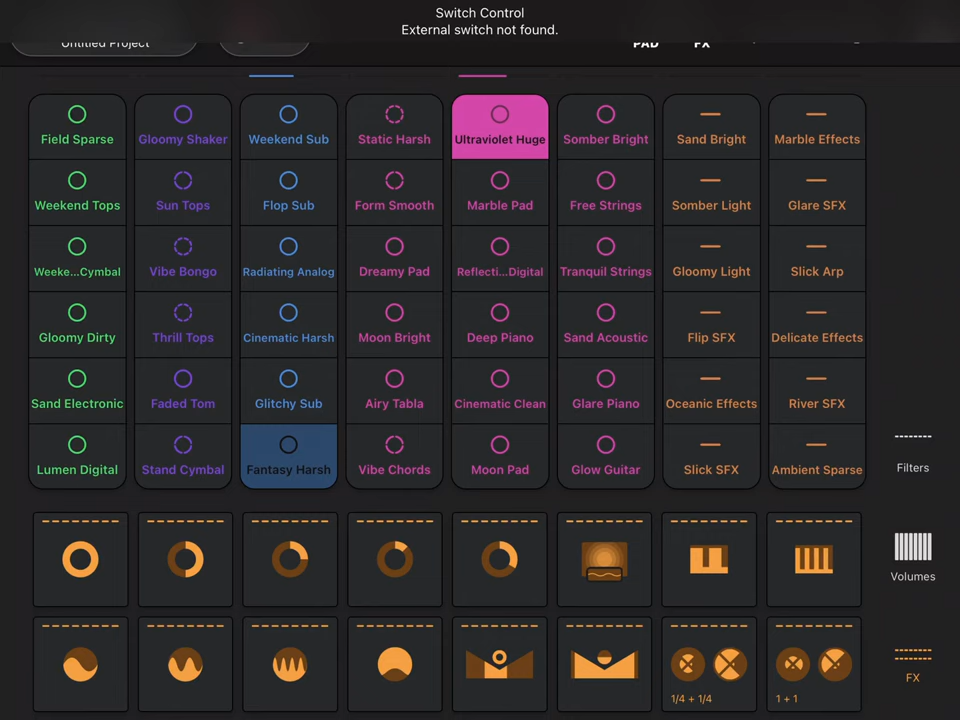 Switch Control
External switch not found.
Untitled Project
PAD
FX
Field Sparse
Gloomy Shaker
Weekend Sub
Static Harsh
Ultraviolet Huge
Somber Bright
Sand Bright
Marble Effects
Weekend Tops
Sun Tops
Flop Sub
Form Smooth
Marble Pad
Free Strings
Somber Light
Glare SFX
Weeke...Cymbal
Vibe Bongo
Radiating Analog
Dreamy Pad
Reflecti...Digital
Tranquil Strings
Gloomy Light
Slick Arp
Gloomy Dirty
Thrill Tops
Cinematic Harsh
Moon Bright
Deep Piano
Sand Acoustic
Flip SFX
Delicate Effects
Sand Electronic
Faded Tom
Glitchy Sub
Airy Tabla
Cinematic Clean
Glare Piano
Oceanic Effects
River SFX
Lumen Digital
Stand Cymbal
Fantasy Harsh
Vibe Chords
Moon Pad
Glow Guitar
Slick SFX
Ambient Sparse
Filters
Volumes
FX
1/4 + 1/4
1 + 1